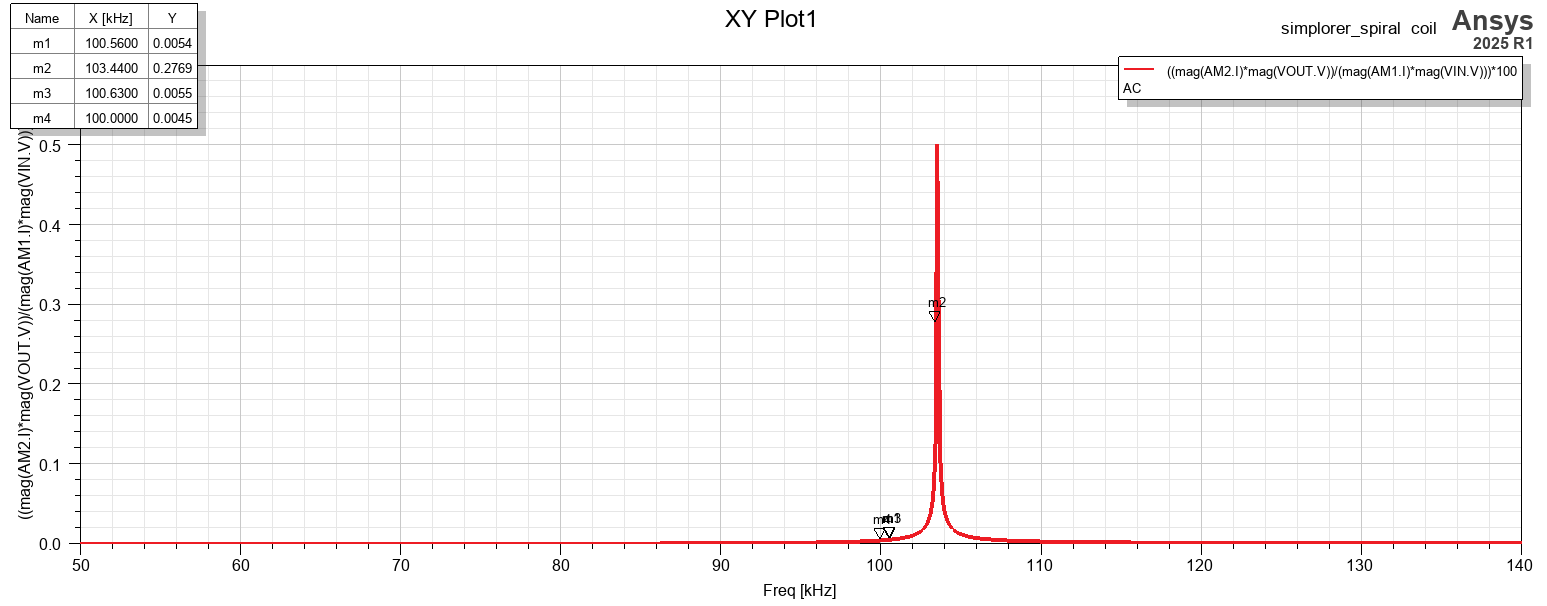 XY Plot1
simplorer_spiral coil
Ansys
2025 R1
Name X [kHz] Y
m1 100.5600 0.0054
m2 103.4400 0.2769
m3 100.6300 0.0055
m4 100.0000 0.0045
((mag(AM2.I)*mag(VOUT.V))/(mag(AM1.I)*mag(VIN.V)))*100
AC
((mag(AM2.I)*mag(VOUT.V))/(mag(AM1.I)*mag(VIN.V)))
0.5
0.4
0.3
0.2
0.1
0.0
m2
50 60 70 80 90 100 110 120 130 140
Freq [kHz]